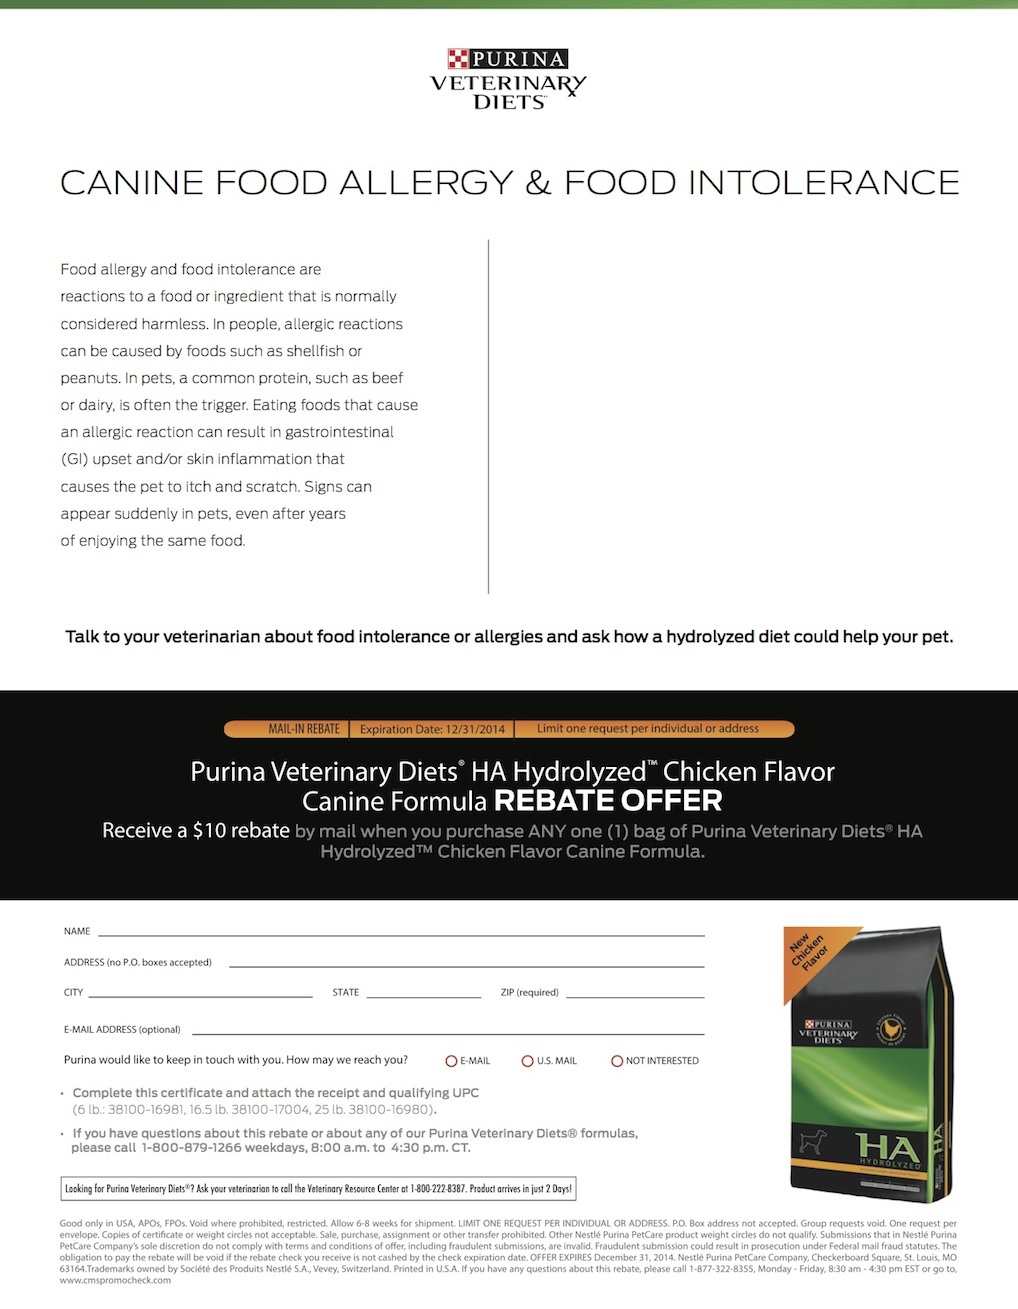 PURINA
VETERINARY
DIETS
CANINE FOOD ALLERGY & FOOD INTOLERANCE
Food allergy and food intolerance are
reactions to a food or ingredient that is normally
considered harmless. In people, allergic reactions
can be caused by foods such as shellfish or
peanuts. In pets, a common protein, such as beef
or dairy, is often the trigger. Eating foods that cause
an allergic reaction can result in gastrointestinal
(GI) upset and/or skin inflammation that
causes the pet to itch and scratch. Signs can
appear suddenly in pets, even after years
of enjoying the same food.
Talk to your veterinarian about food intolerance or allergies and ask how a hydrolyzed diet could help your pet.
MAIL-IN REBATE | Expiration Date: 12/31/2014 | Limit one request per individual or address
Purina Veterinary Diets® HA Hydrolyzed™ Chicken Flavor
Canine Formula REBATE OFFER
Receive a $10 rebate by mail when you purchase ANY one (1) bag of Purina Veterinary Diets® HA
Hydrolyzed™ Chicken Flavor Canine Formula.
NAME
ADDRESS (no P.O. boxes accepted)
CITY STATE ZIP (required)
E-MAIL ADDRESS (optional)
Purina would like to keep in touch with you. How may we reach you? E-MAIL U.S. MAIL NOT INTERESTED
• Complete this certificate and attach the receipt and qualifying UPC
(6 lb.: 38100-16981, 16.5 lb. 38100-17004, 25 lb. 38100-16980).
• If you have questions about this rebate or about any of our Purina Veterinary Diets® formulas,
please call 1-800-879-1266 weekdays, 8:00 a.m. to 4:30 p.m. CT.
Looking for Purina Veterinary Diets®? Ask your veterinarian to call the Veterinary Resource Center at 1-800-222-8387. Product arrives in just 2 Days!
New
Chicken
Flavor
PURINA
VETERINARY
DIETS
HA
HYDROLYZED
HA
Good only in USA, APOs, FPOs. Void where prohibited, restricted. Allow 6-8 weeks for shipment. LIMIT ONE REQUEST PER INDIVIDUAL OR ADDRESS. P.O. Box address not accepted. Group requests void. One request per
envelope. Copies of certificate or weight circles not acceptable. Sale, purchase, assignment or other transfer prohibited. Other Nestlé Purina PetCare product weight circles do not qualify. Submissions that in Nestlé Purina
PetCare Company's sole discretion do not comply with terms and conditions of offer, including fraudulent submissions, are invalid. Fraudulent submission could result in prosecution under Federal mail fraud statutes. The
obligation to pay the rebate will be void if the rebate check you receive is not cashed by the check expiration date. OFFER EXPIRES December 31, 2014. Nestlé Purina PetCare Company, Checkerboard Square, St. Louis, MO
63164.Trademarks owned by Société des Produits Nestlé S.A., Vevey, Switzerland. Printed in U.S.A. If you have any questions about this rebate, please call 1-877-322-8355, Monday - Friday, 8:30 am - 4:30 pm EST or go to,
www.cmspromocheck.com